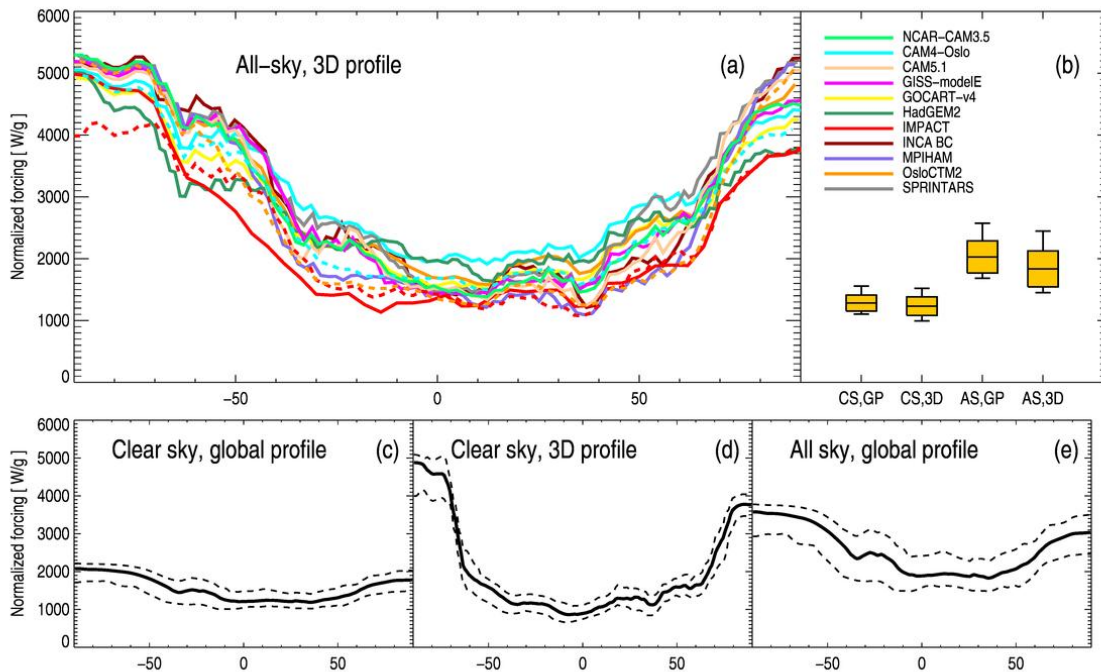 6000
5000
4000
3000
2000
1000
0
Normalized forcing [ W/g ]
All−sky, 3D profile
(a)
−50
0
50
NCAR−CAM3.5
CAM4−Oslo
CAM5.1
GISS−modelE
GOCART−v4
HadGEM2
IMPACT
INCA BC
MPIHAM
OsloCTM2
SPRINTARS
(b)
CS,GP
CS,3D
AS,GP
AS,3D
6000
5000
4000
3000
2000
1000
0
Normalized forcing [ W/g ]
Clear sky, global profile
(c)
−50
0
50
Clear sky, 3D profile
(d)
−50
0
50
All sky, global profile
(e)
−50
0
50